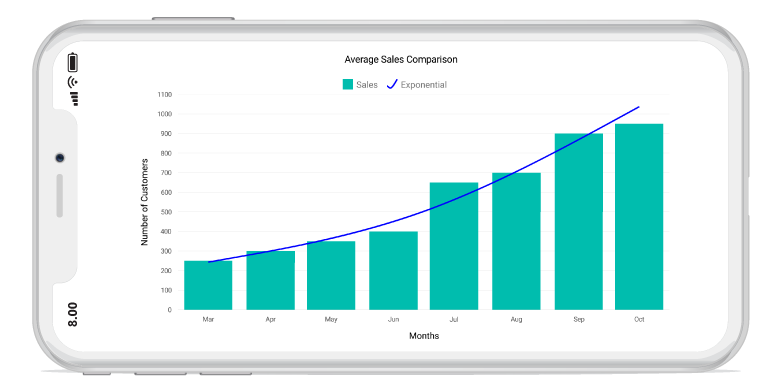 Average Sales Comparison
Sales Exponential
Number of Customers
1100
1000
900
800
700
600
500
400
300
200
100
0
Mar Apr May Jun Jul Aug Sep Oct
Months
8.00